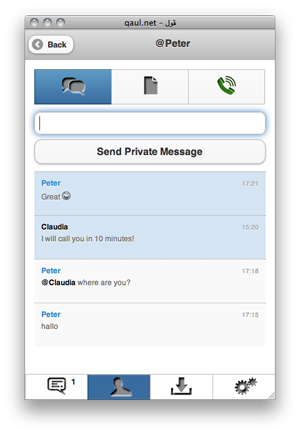 qaul.net – قول
Back
@Peter
Send Private Message
Peter 17:21
Great
Claudia 15:20
I will call you in 10 minutes!
Peter 17:18
@Claudia where are you?
Peter 17:15
hallo
1